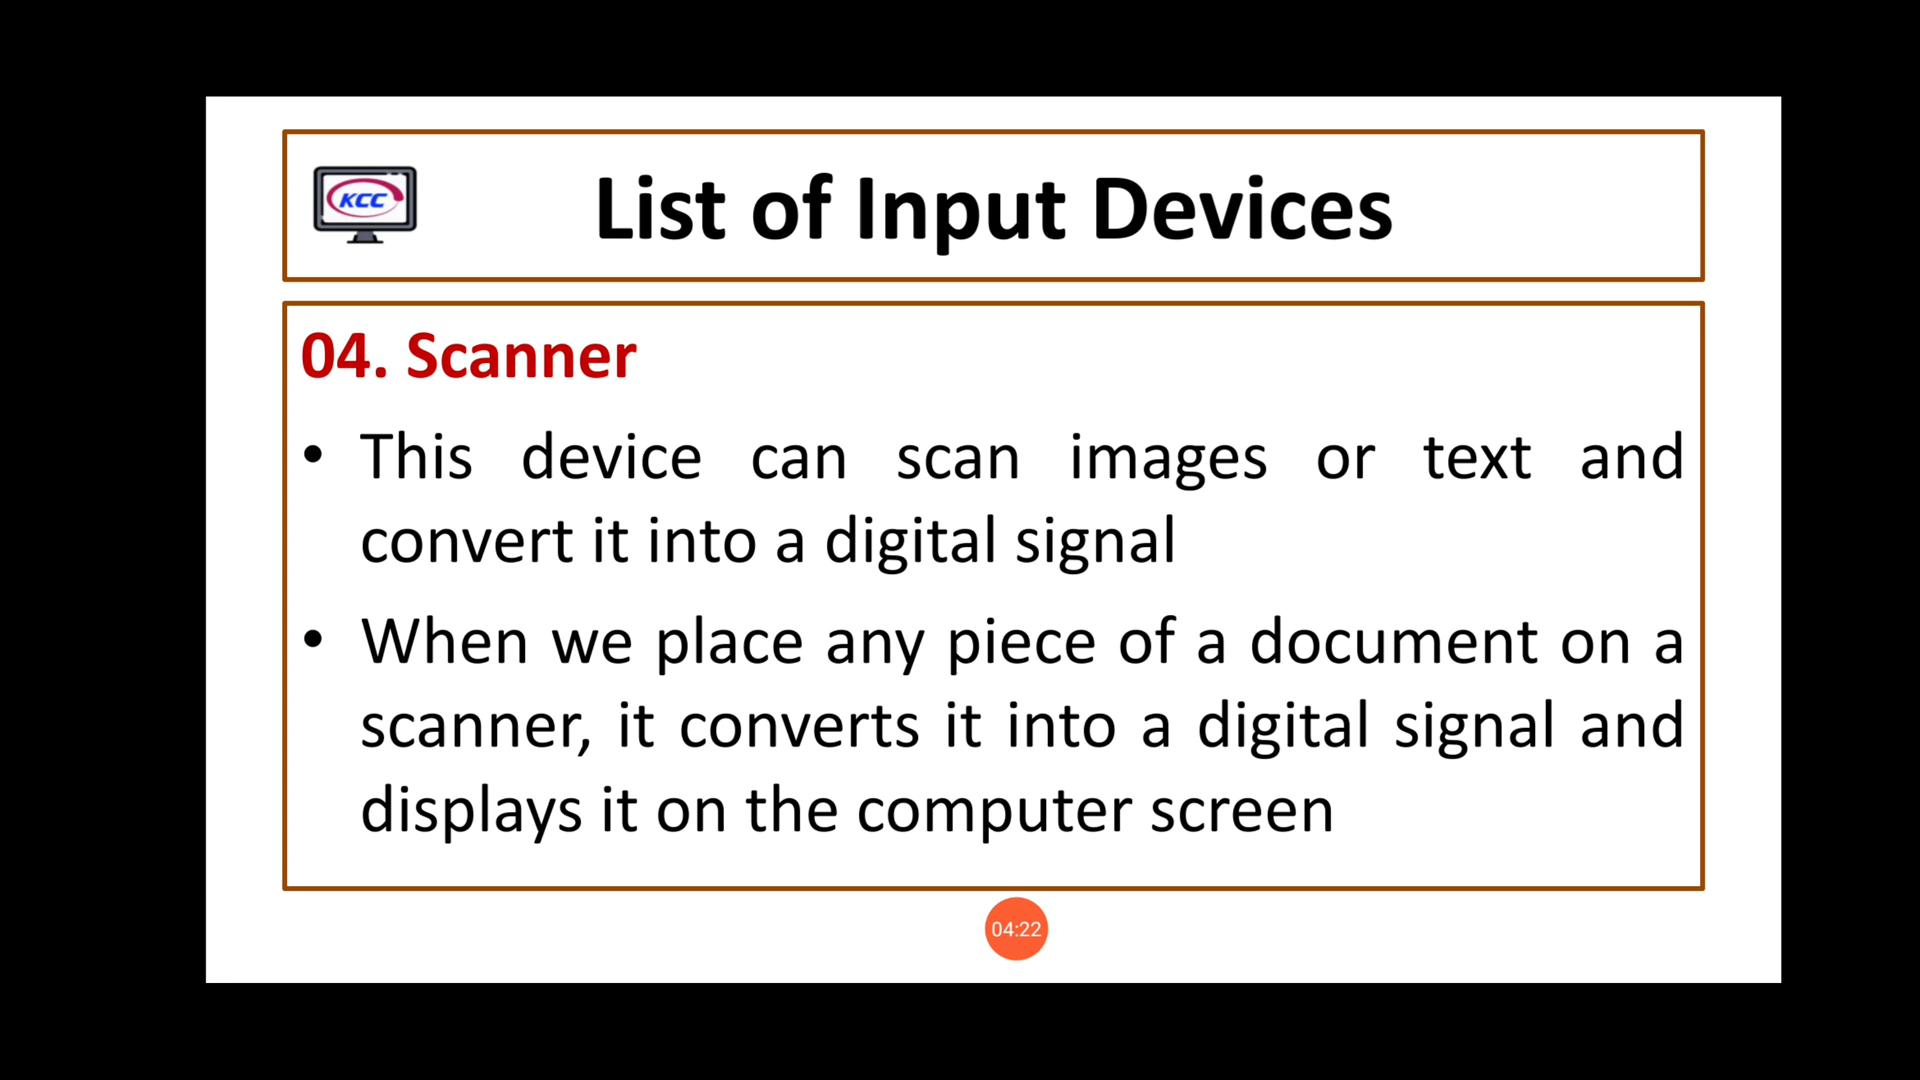 KCC
List of Input Devices
04. Scanner
• This device can scan images or text and
convert it into a digital signal
• When we place any piece of a document on a
scanner, it converts it into a digital signal and
displays it on the computer screen
04:22